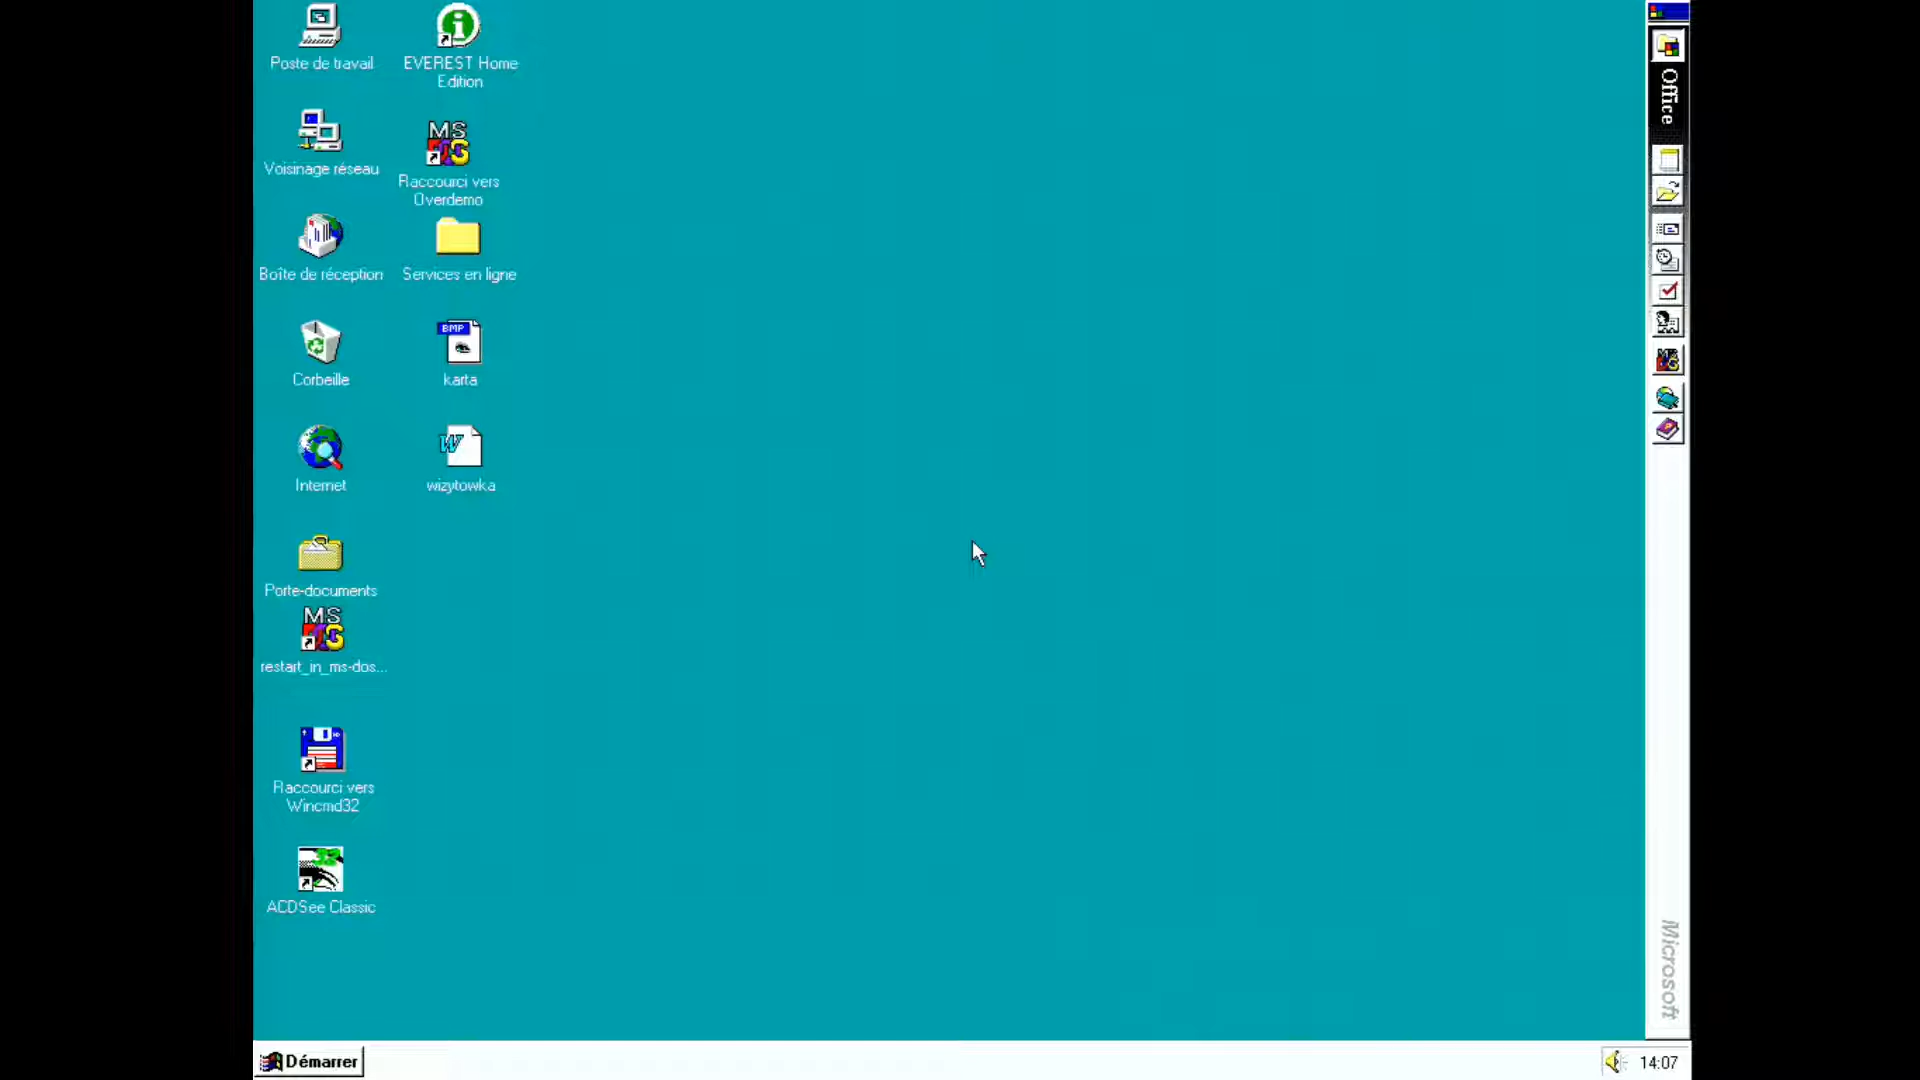 Poste de travail
EVEREST Home
Edition
Voisinage réseau
MS
Raccourci vers
Overdemo
Boîte de réception
Services en ligne
Corbeille
BMP
karta
Internet
W
wizytowka
Porte-documents
MS
restart_in_ms-dos...
Raccourci vers
Wincmd32
32
ACDSee Classic
Office
Microsoft
Démarrer
14:07